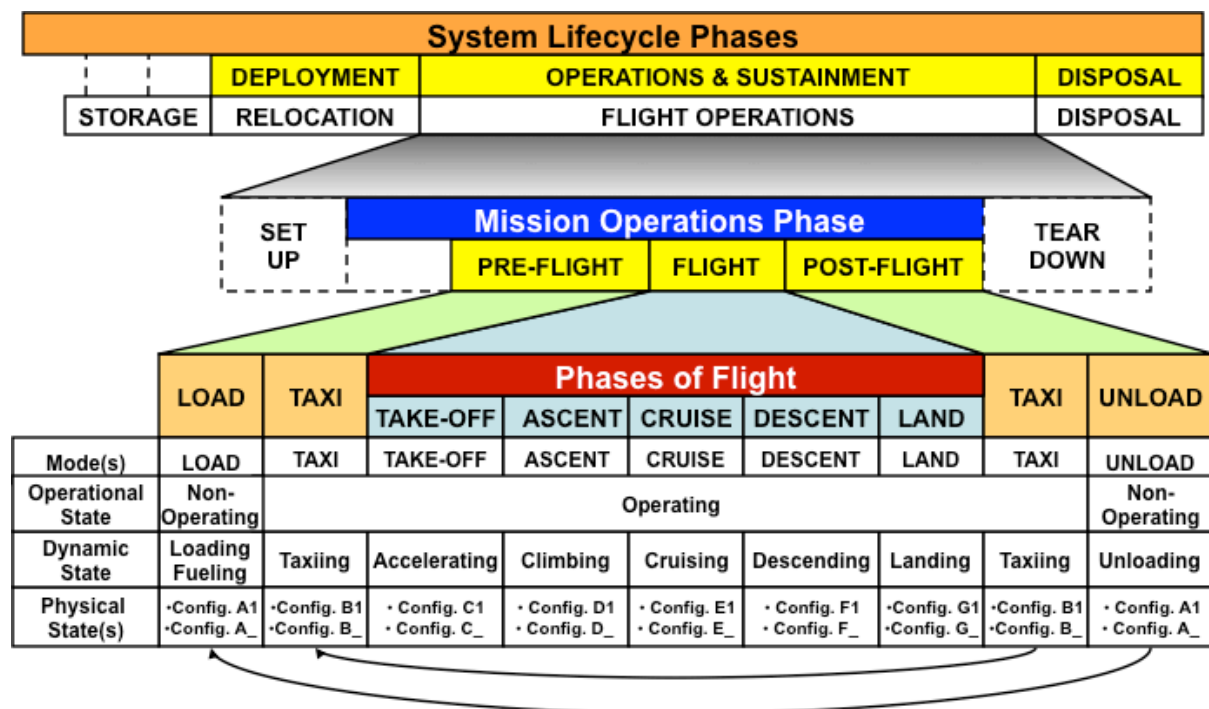 System Lifecycle Phases
DEPLOYMENT
OPERATIONS & SUSTAINMENT
DISPOSAL
STORAGE
RELOCATION
FLIGHT OPERATIONS
DISPOSAL
SET
UP
Mission Operations Phase
TEAR
DOWN
PRE-FLIGHT
FLIGHT
POST-FLIGHT
LOAD
TAXI
Phases of Flight
TAXI
UNLOAD
TAKE-OFF
ASCENT
CRUISE
DESCENT
LAND
Mode(s)
LOAD
TAXI
TAKE-OFF
ASCENT
CRUISE
DESCENT
LAND
TAXI
UNLOAD
Operational
State
Non-
Operating
Operating
Non-
Operating
Dynamic
State
Loading
Fueling
Taxiing
Accelerating
Climbing
Cruising
Descending
Landing
Taxiing
Unloading
Physical
State(s)
•Config. A1
•Config. A_
•Config. B1
•Config. B_
• Config. C1
• Config. C_
• Config. D1
• Config. D_
• Config. E1
• Config. E_
• Config. F1
• Config. F_
•Config. G1
•Config. G_
•Config. B1
•Config. B_
• Config. A1
• Config. A_